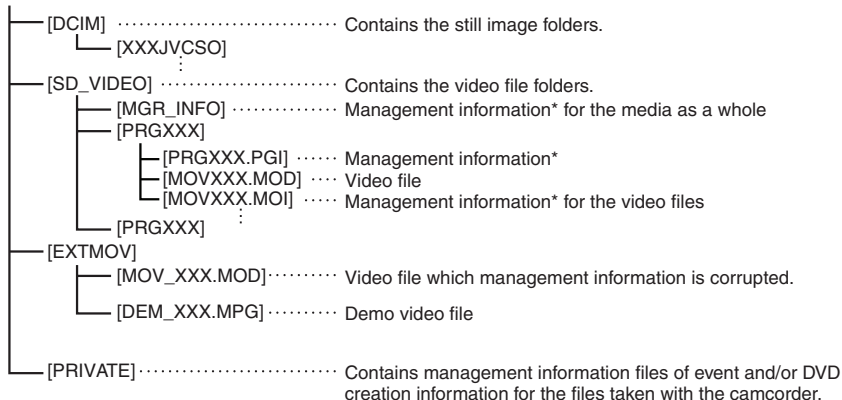 [DCIM] Contains the still image folders.
[XXXJVCSO]
[SD_VIDEO] Contains the video file folders.
[MGR_INFO] Management information* for the media as a whole
[PRGXXX]
[PRGXXX.PGI] Management information*
[MOVXXX.MOD] Video file
[MOVXXX.MOI] Management information* for the video files
[PRGXXX]
[EXTMOV]
[MOV_XXX.MOD] Video file which management information is corrupted.
[DEM_XXX.MPG] Demo video file
[PRIVATE] Contains management information files of event and/or DVD
creation information for the files taken with the camcorder.